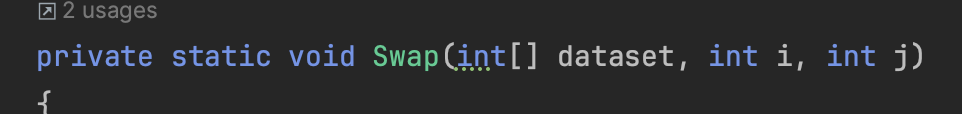 2 usages
private static void Swap(int[] dataset, int i, int j)
{